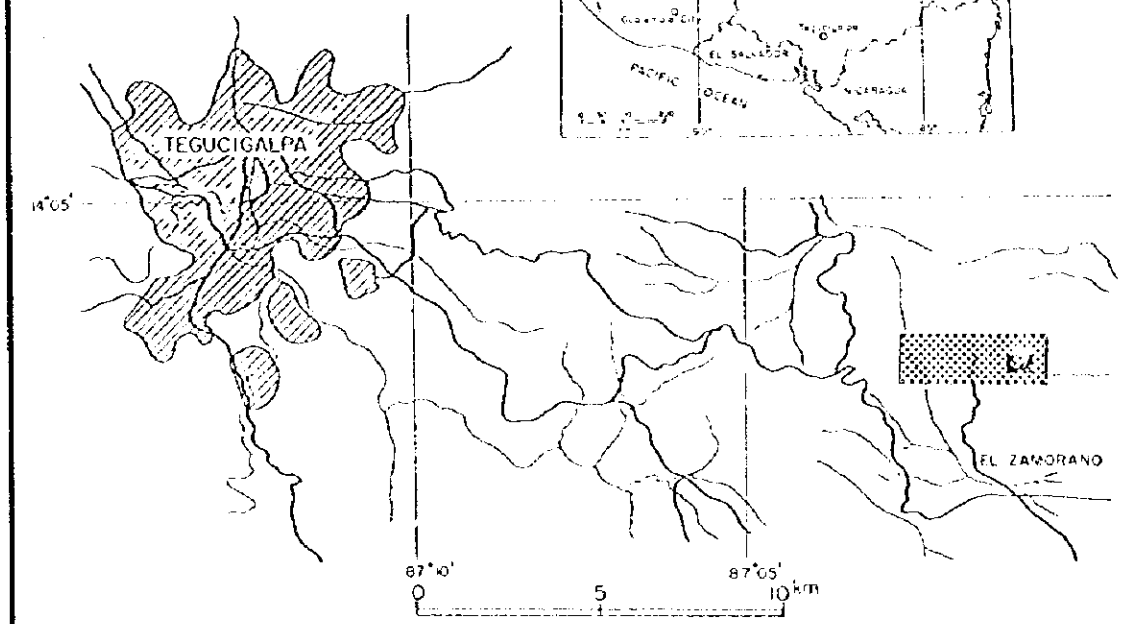 EL SALVADOR
PACIFIC
OCEAN
NICARAGUA
TEGUCIGALPA
14°05'
EL ZAMORANO
87°10'
87°05'
0 5 10 km